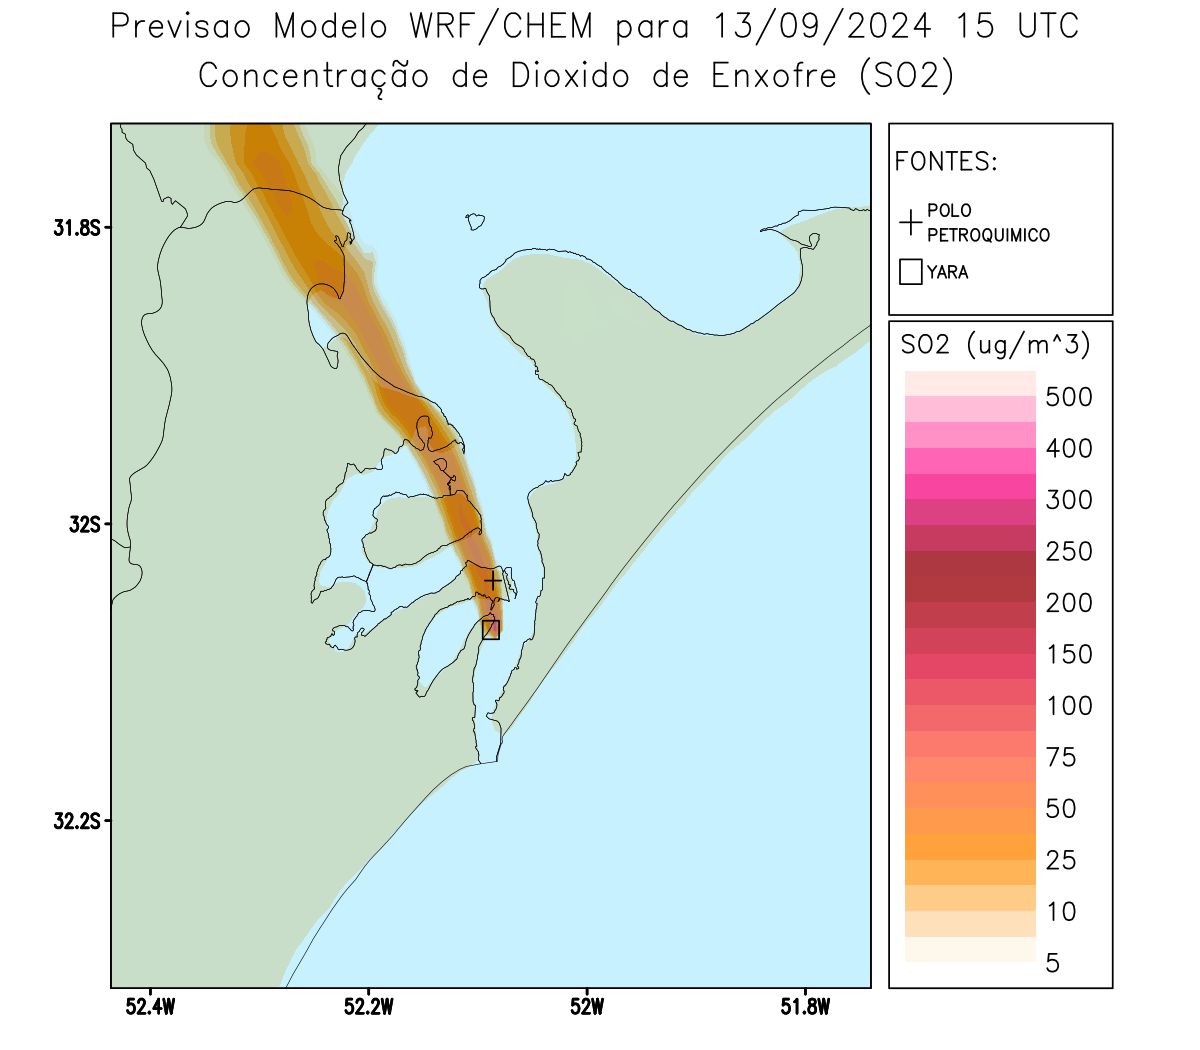 Previsao Modelo WRF/CHEM para 13/09/2024 15 UTC
Concentração de Dioxido de Enxofre (SO2)
FONTES:
POLO
PETROQUIMICO
YARA
31.8S
32S
32.2S
52.4W
52.2W
52W
51.8W
SO2 (ug/m^3)
500
400
300
250
200
150
100
75
50
25
10
5